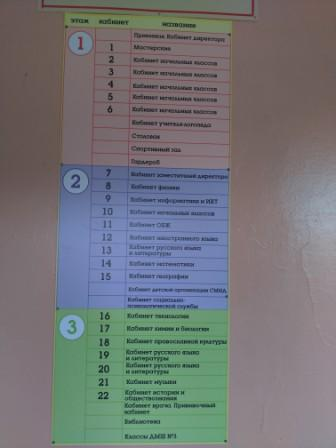 этаж кабинет название
1
Приемная. Кабинет директора
1 Мастерская
2 Кабинет начальных классов
3 Кабинет начальных классов
4 Кабинет начальных классов
5 Кабинет начальных классов
6 Кабинет начальных классов
Кабинет учителя-логопеда
Столовая
Спортивный зал
Гардероб
2
7 Кабинет заместителей директора
8 Кабинет физики
9 Кабинет информатики и ИКТ
10 Кабинет начальных классов
11 Кабинет ОБЖ
12 Кабинет иностранного языка
13 Кабинет русского языка
и литературы
14 Кабинет математики
15 Кабинет географии
Кабинет детской организации СМИД
Кабинет социально-
психологической службы
3
16 Кабинет технологии
17 Кабинет химии и биологии
18 Кабинет православной культуры
19 Кабинет русского языка
и литературы
20 Кабинет русского языка
и литературы
21 Кабинет музыки
22 Кабинет истории и
обществознания
Кабинет врача. Прививочный
кабинет
Библиотека
Классы ДМШ №3